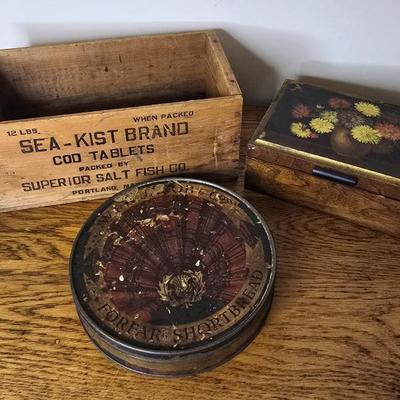 12 LBS. WHEN PACKED
SEA-KIST BRAND
COD TABLETS
PACKED BY
SUPERIOR SALT FISH CO.
PORTLAND,
FORFAR SHORTBREAD